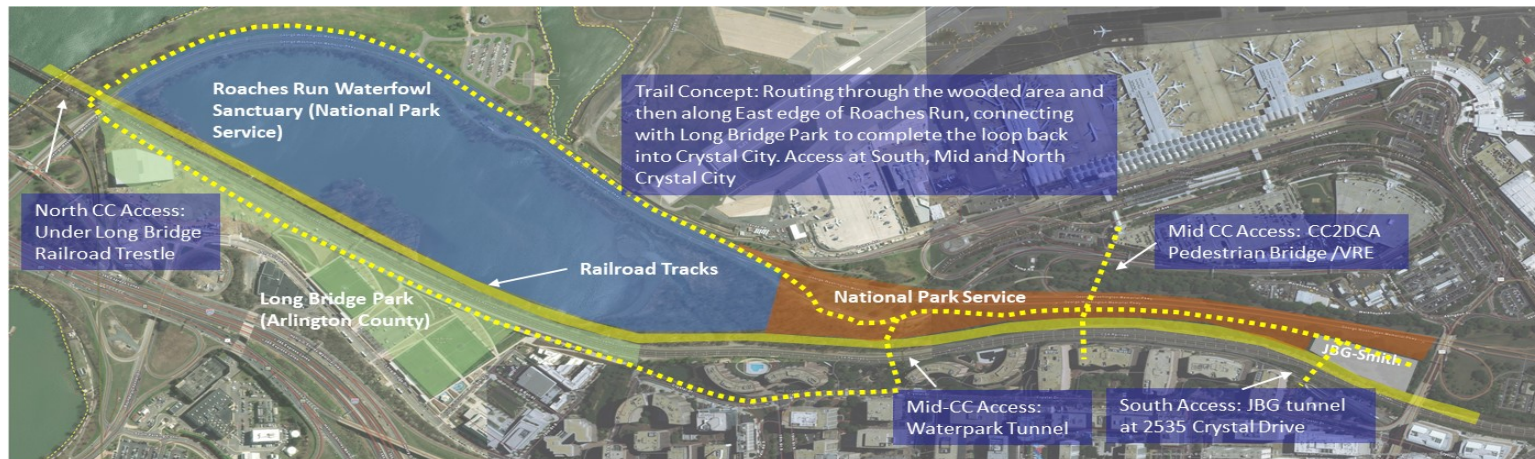 Roaches Run Waterfowl
Sanctuary (National Park
Service)
Trail Concept: Routing through the wooded area and
then along East edge of Roaches Run, connecting
with Long Bridge Park to complete the loop back
into Crystal City. Access at South, Mid and North
Crystal City
North CC Access:
Under Long Bridge
Railroad Trestle
Mid CC Access: CC2DCA
Pedestrian Bridge /VRE
Railroad Tracks
Long Bridge Park
(Arlington County)
National Park Service
JBG-Smith
Mid-CC Access:
Waterpark Tunnel
South Access: JBG tunnel
at 2535 Crystal Drive